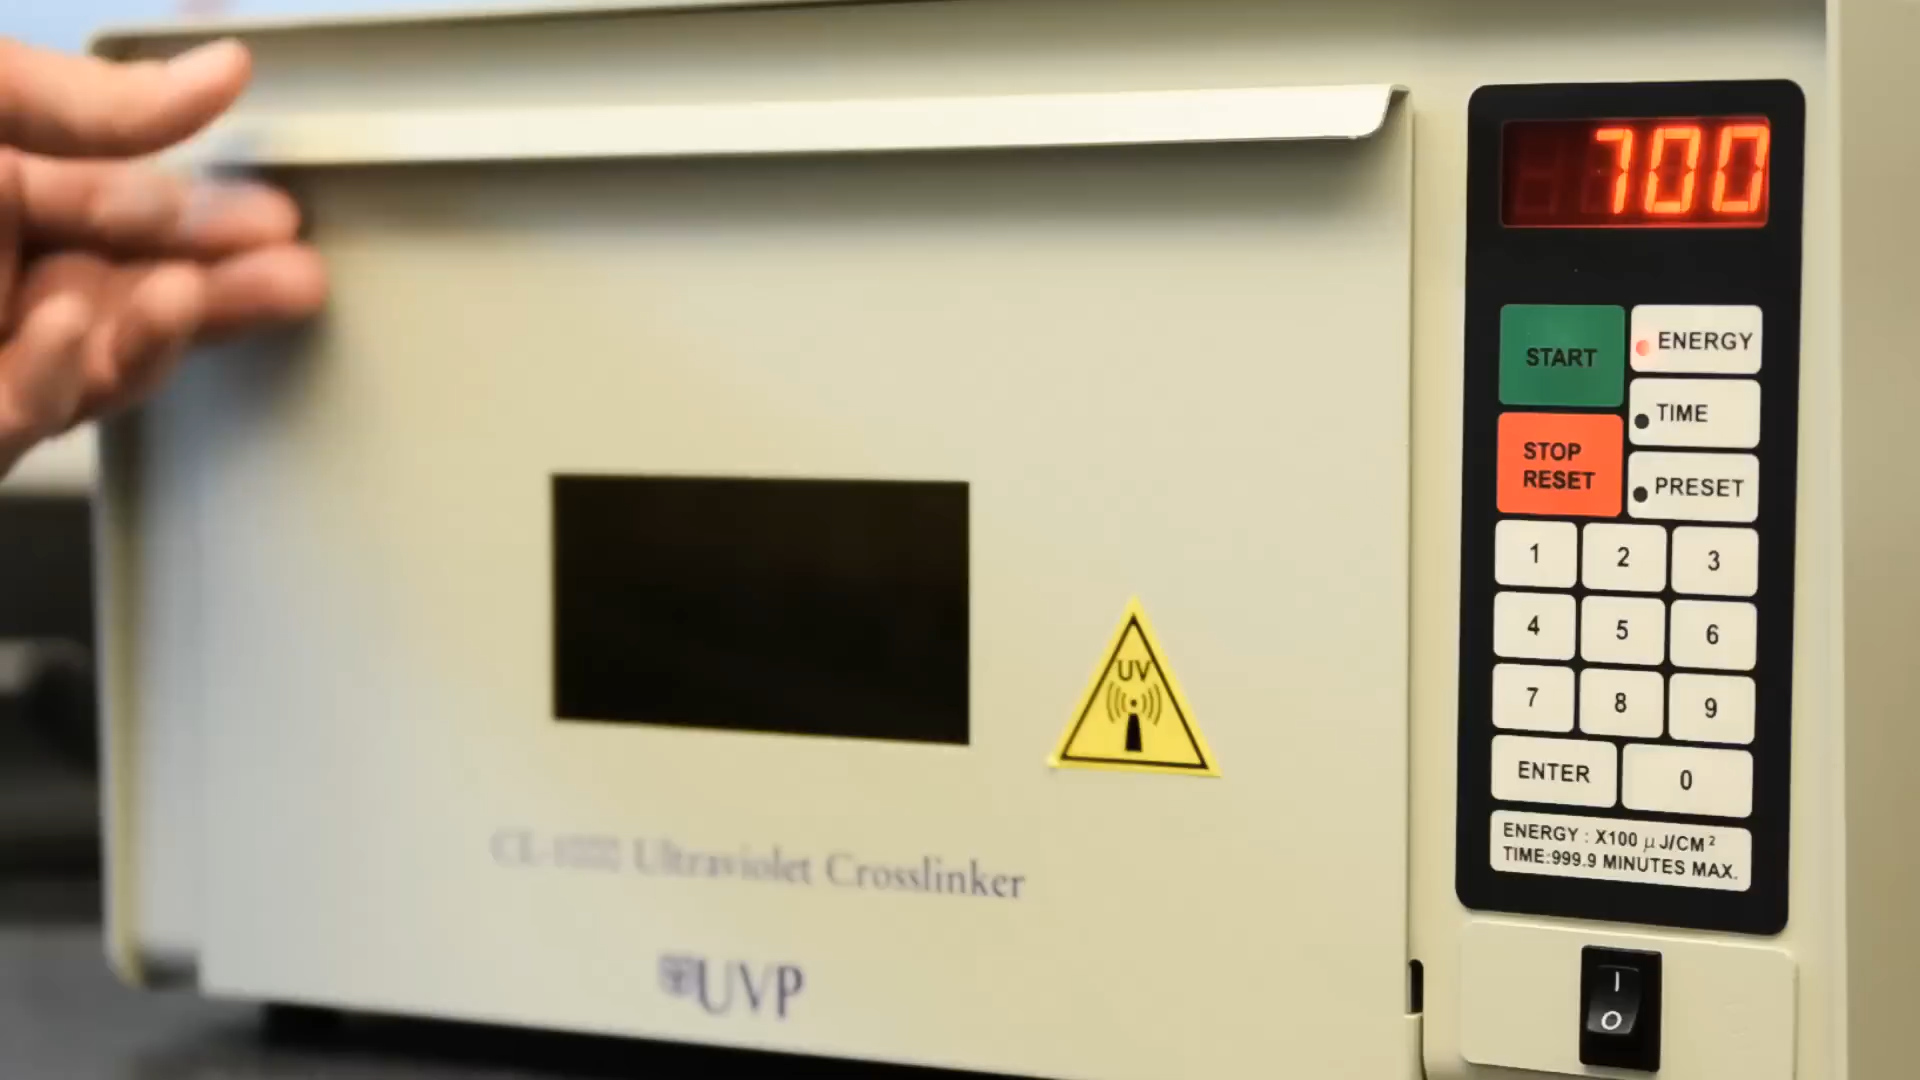 700
START
ENERGY
TIME
STOP
RESET
PRESET
1 2 3
4 5 6
7 8 9
ENTER 0
ENERGY : X100 µ J/CM²
TIME:999.9 MINUTES MAX.
UV
Ultraviolet Crosslinker
UVP
I
O